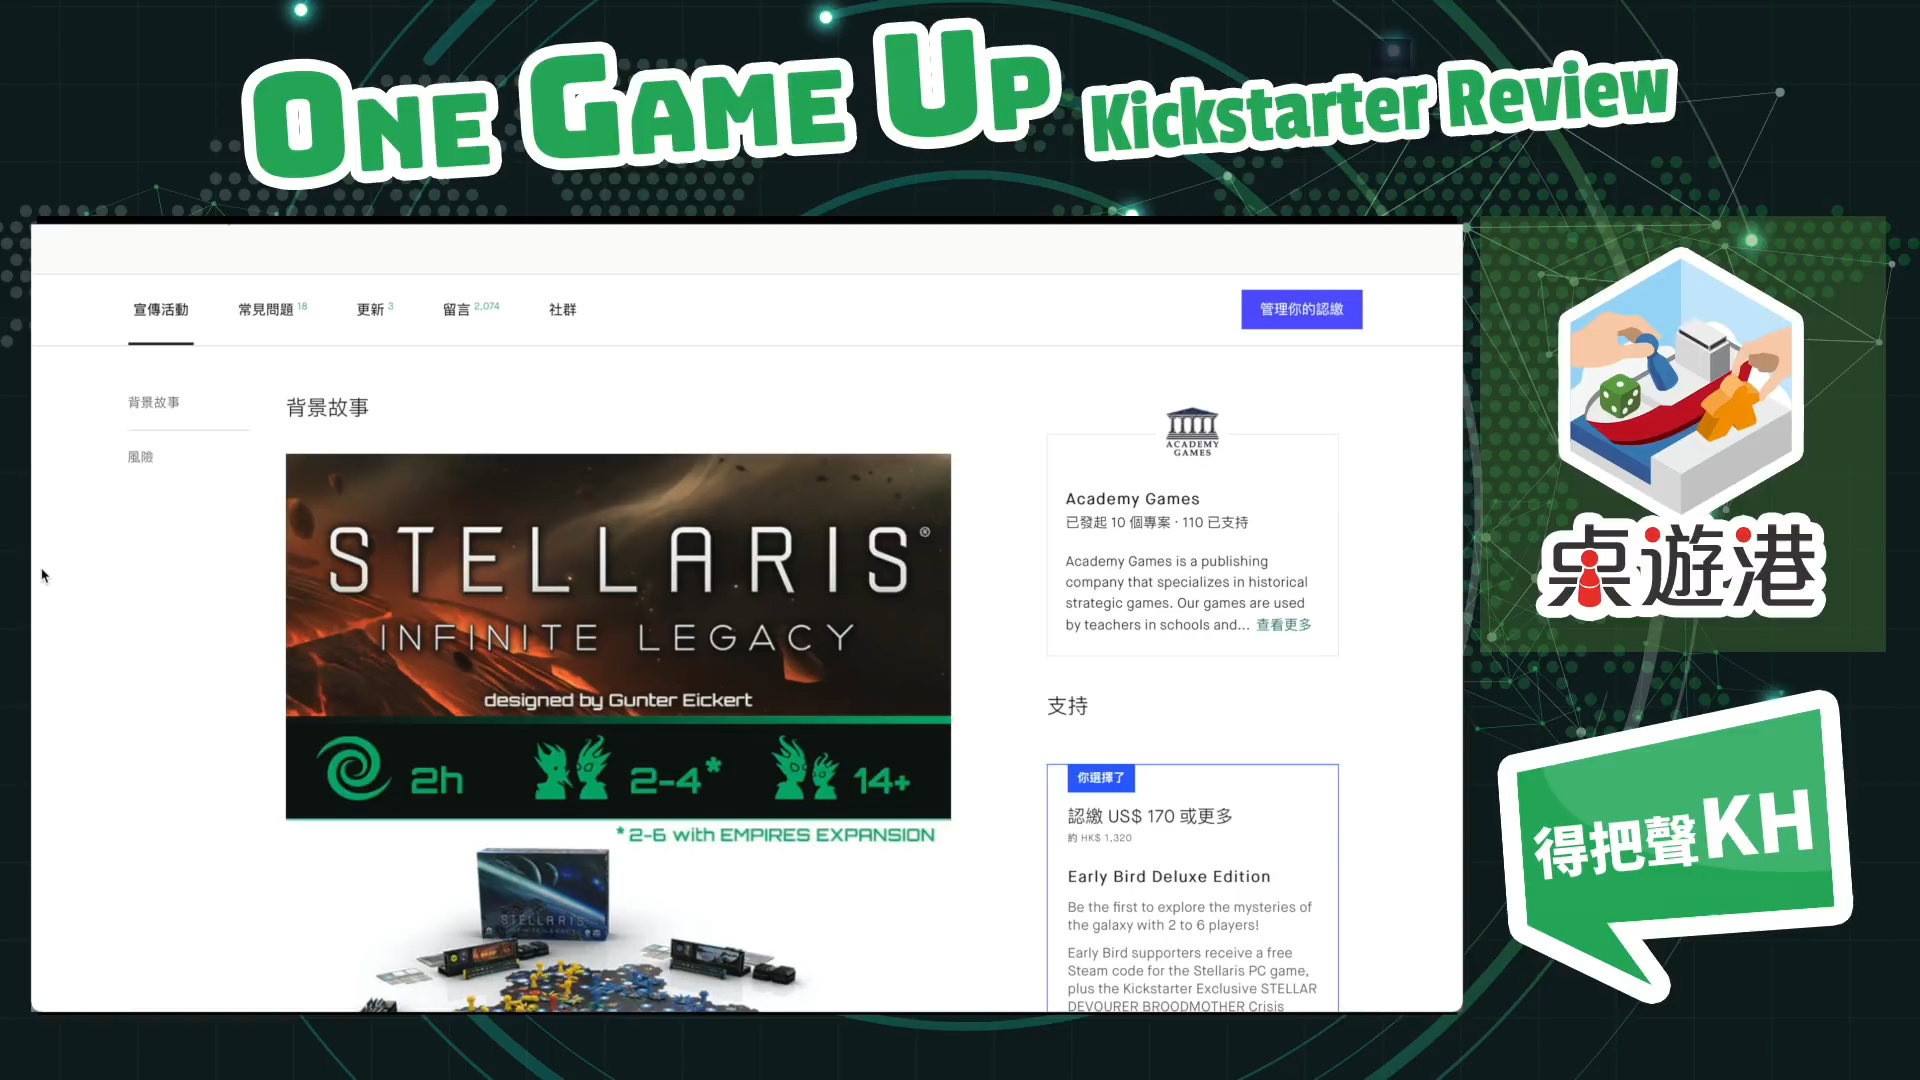 ONE GAME UP Kickstarter Review
宣傳活動 常見問題 18 更新 3 留言 2,074 社群 管理你的認繳
背景故事
風險
背景故事
STELLARIS®
INFINITE LEGACY
designed by Gunter Eickert
2h 2-4* 14+
*2-6 with EMPIRES EXPANSION
STELLARIS
ACADEMY
GAMES
Academy Games
已發起 10 個專案 · 110 已支持
Academy Games is a publishing
company that specializes in historical
strategic games. Our games are used
by teachers in schools and... 查看更多
支持
你選擇了
認繳 US$ 170 或更多
約 HK$ 1,320
Early Bird Deluxe Edition
Be the first to explore the mysteries of
the galaxy with 2 to 6 players!
Early Bird supporters receive a free
Steam code for the Stellaris PC game,
plus the Kickstarter Exclusive STELLAR
DEVOURER BROODMOTHER Crisis
桌遊港
得把聲KH